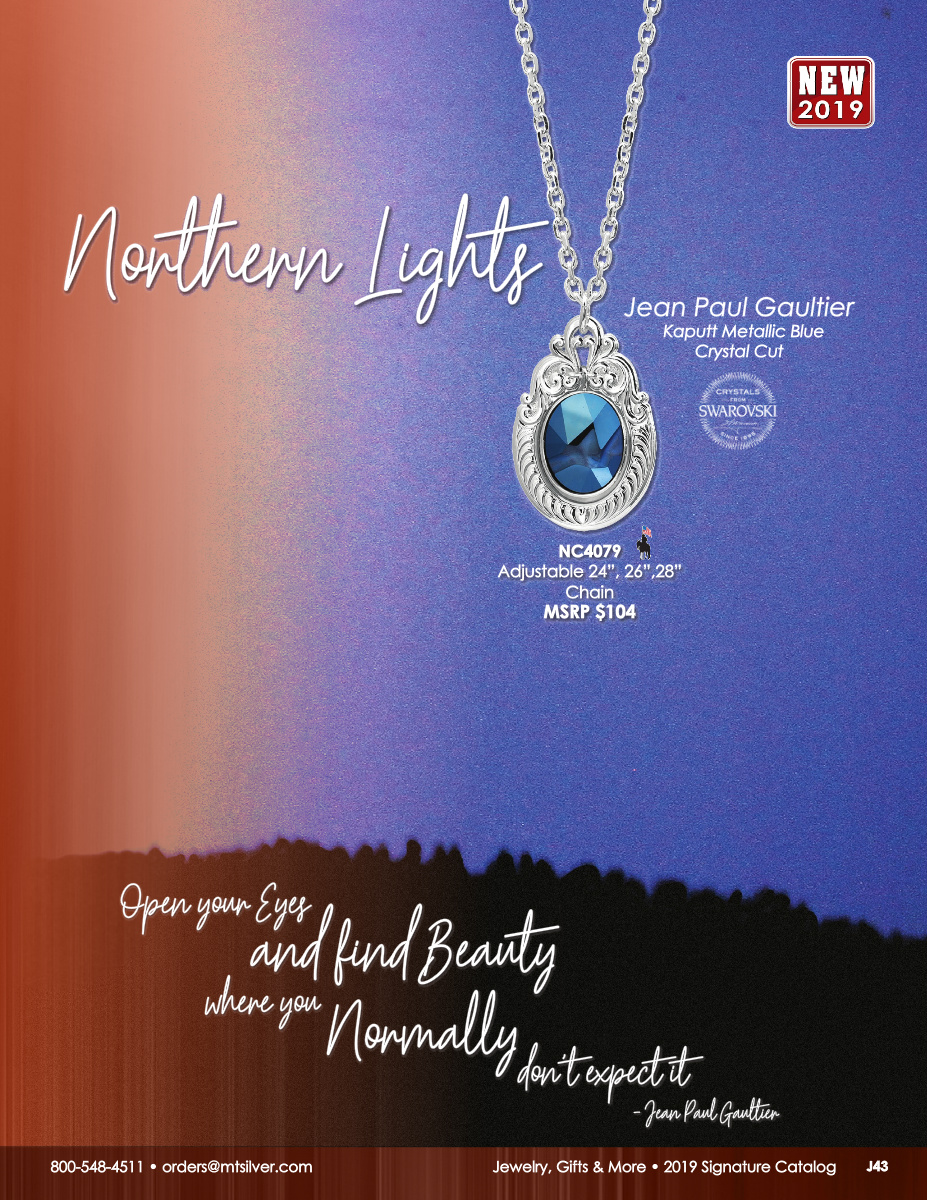 NEW
2019
Northern Lights
Jean Paul Gaultier
Kaputt Metallic Blue
Crystal Cut
CRYSTALS
FROM
SWAROVSKI
SINCE 1895
NC4079
Adjustable 24”, 26”,28”
Chain
MSRP $104
Open your Eyes
and find Beauty
where you
Normally
don't expect it
- Jean Paul Gaultier
800-548-4511 • orders@mtsilver.com
Jewelry, Gifts & More • 2019 Signature Catalog J43